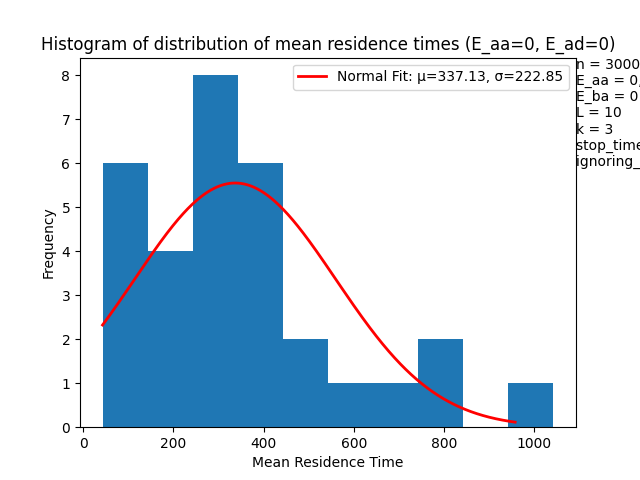 Histogram of distribution of mean residence times (E_aa=0, E_ad=0)
Normal Fit: μ=337.13, σ=222.85
n = 3000
E_aa = 0,
E_ba = 0
L = 10
k = 3
stop_time
ignoring_
Frequency
8
7
6
5
4
3
2
1
0
0 200 400 600 800 1000
Mean Residence Time